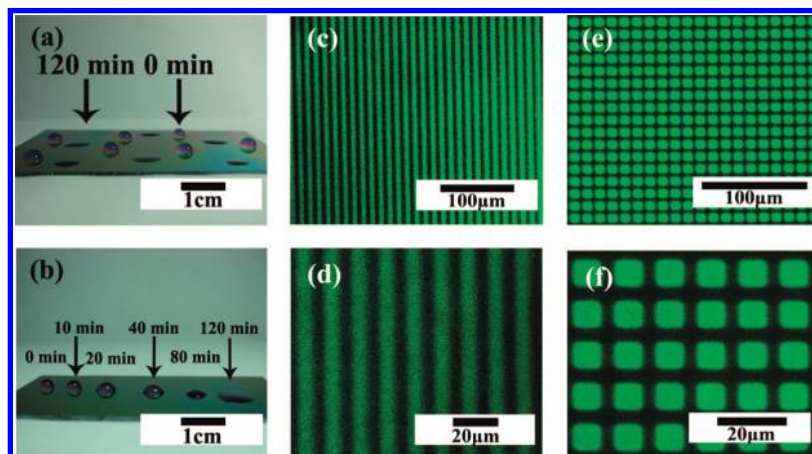 (a)
120 min 0 min
1cm
(b)
10 min 40 min 120 min
0 min 20 min 80 min
1cm
(c)
100μm
(d)
20μm
(e)
100μm
(f)
20μm